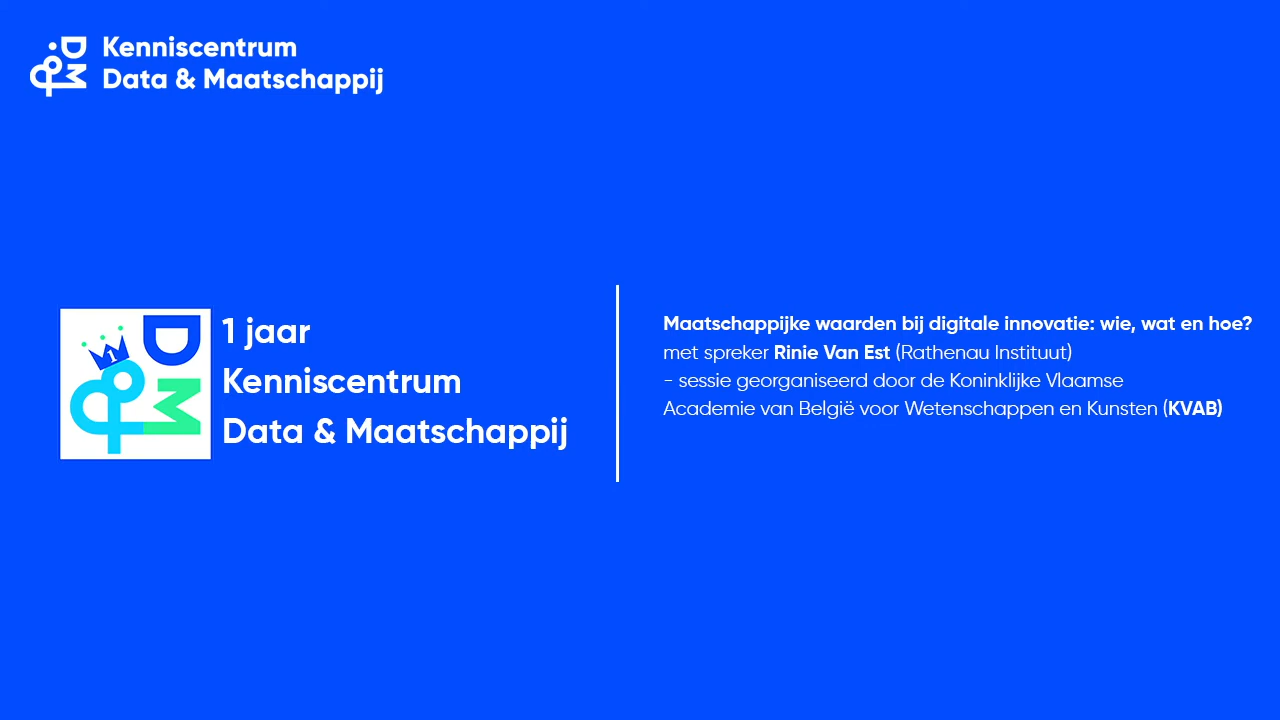 Kenniscentrum
Data & Maatschappij
1 jaar
Kenniscentrum
Data & Maatschappij
Maatschappijke waarden bij digitale innovatie: wie, wat en hoe?
met spreker Rinie Van Est (Rathenau Instituut)
- sessie georganiseerd door de Koninklijke Vlaamse
Academie van België voor Wetenschappen en Kunsten (KVAB)
D
1
&
M